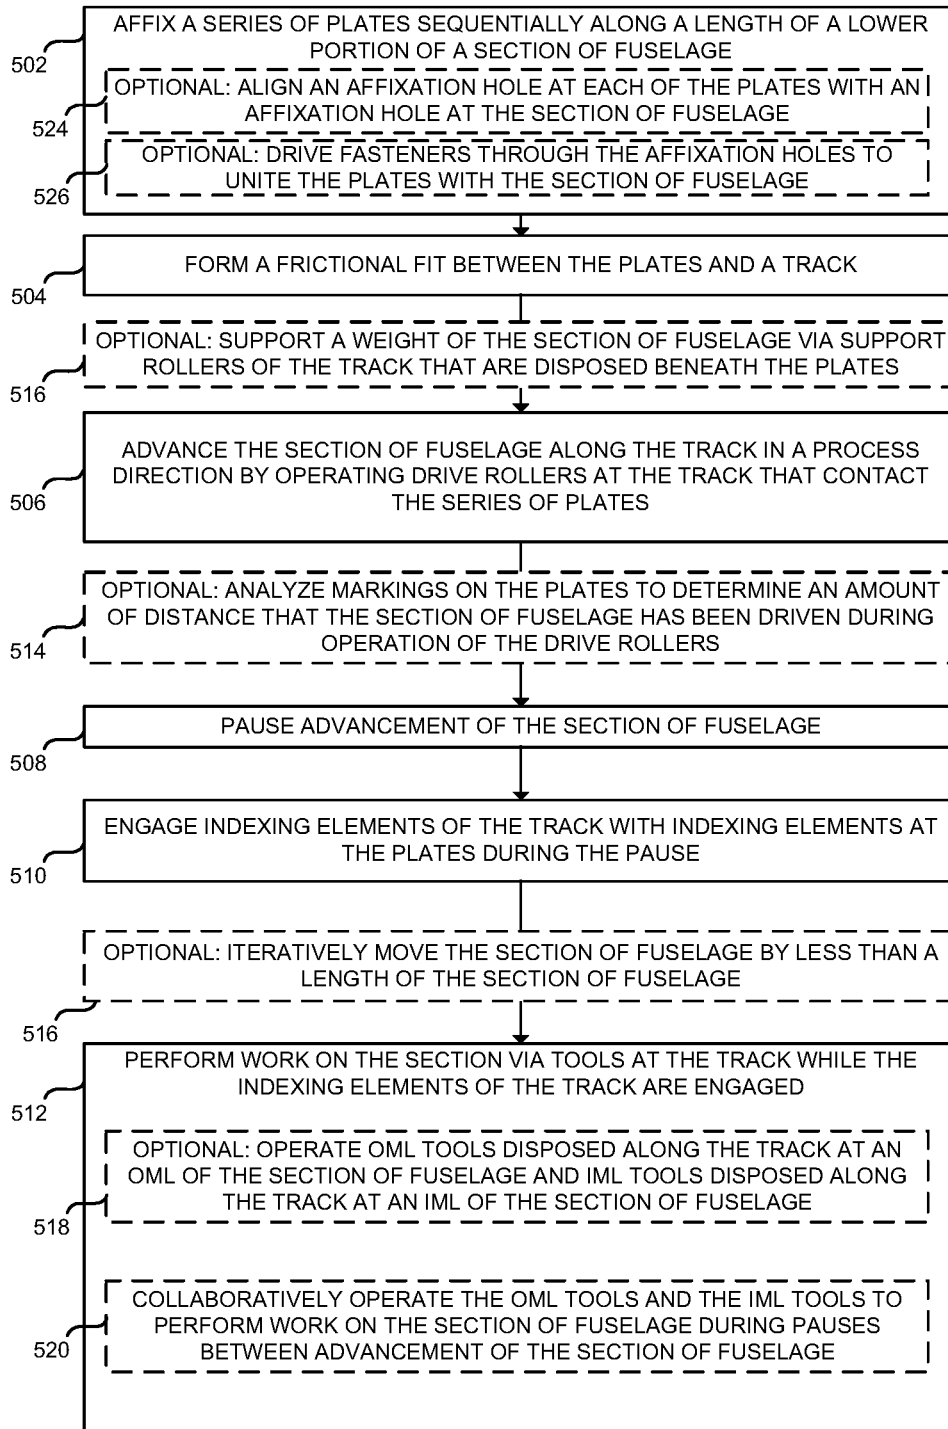 AFFIX A SERIES OF PLATES SEQUENTIALLY ALONG A LENGTH OF A LOWER
PORTION OF A SECTION OF FUSELAGE
502
OPTIONAL: ALIGN AN AFFIXATION HOLE AT EACH OF THE PLATES WITH AN
AFFIXATION HOLE AT THE SECTION OF FUSELAGE
524
OPTIONAL: DRIVE FASTENERS THROUGH THE AFFIXATION HOLES TO
UNITE THE PLATES WITH THE SECTION OF FUSELAGE
526
FORM A FRICTIONAL FIT BETWEEN THE PLATES AND A TRACK
504
OPTIONAL: SUPPORT A WEIGHT OF THE SECTION OF FUSELAGE VIA SUPPORT
ROLLERS OF THE TRACK THAT ARE DISPOSED BENEATH THE PLATES
516
ADVANCE THE SECTION OF FUSELAGE ALONG THE TRACK IN A PROCESS
DIRECTION BY OPERATING DRIVE ROLLERS AT THE TRACK THAT CONTACT
THE SERIES OF PLATES
506
OPTIONAL: ANALYZE MARKINGS ON THE PLATES TO DETERMINE AN AMOUNT
OF DISTANCE THAT THE SECTION OF FUSELAGE HAS BEEN DRIVEN DURING
OPERATION OF THE DRIVE ROLLERS
514
PAUSE ADVANCEMENT OF THE SECTION OF FUSELAGE
508
ENGAGE INDEXING ELEMENTS OF THE TRACK WITH INDEXING ELEMENTS AT
THE PLATES DURING THE PAUSE
510
OPTIONAL: ITERATIVELY MOVE THE SECTION OF FUSELAGE BY LESS THAN A
LENGTH OF THE SECTION OF FUSELAGE
516
PERFORM WORK ON THE SECTION VIA TOOLS AT THE TRACK WHILE THE
INDEXING ELEMENTS OF THE TRACK ARE ENGAGED
512
OPTIONAL: OPERATE OML TOOLS DISPOSED ALONG THE TRACK AT AN
OML OF THE SECTION OF FUSELAGE AND IML TOOLS DISPOSED ALONG
THE TRACK AT AN IML OF THE SECTION OF FUSELAGE
518
COLLABORATIVELY OPERATE THE OML TOOLS AND THE IML TOOLS TO
PERFORM WORK ON THE SECTION OF FUSELAGE DURING PAUSES
BETWEEN ADVANCEMENT OF THE SECTION OF FUSELAGE
520